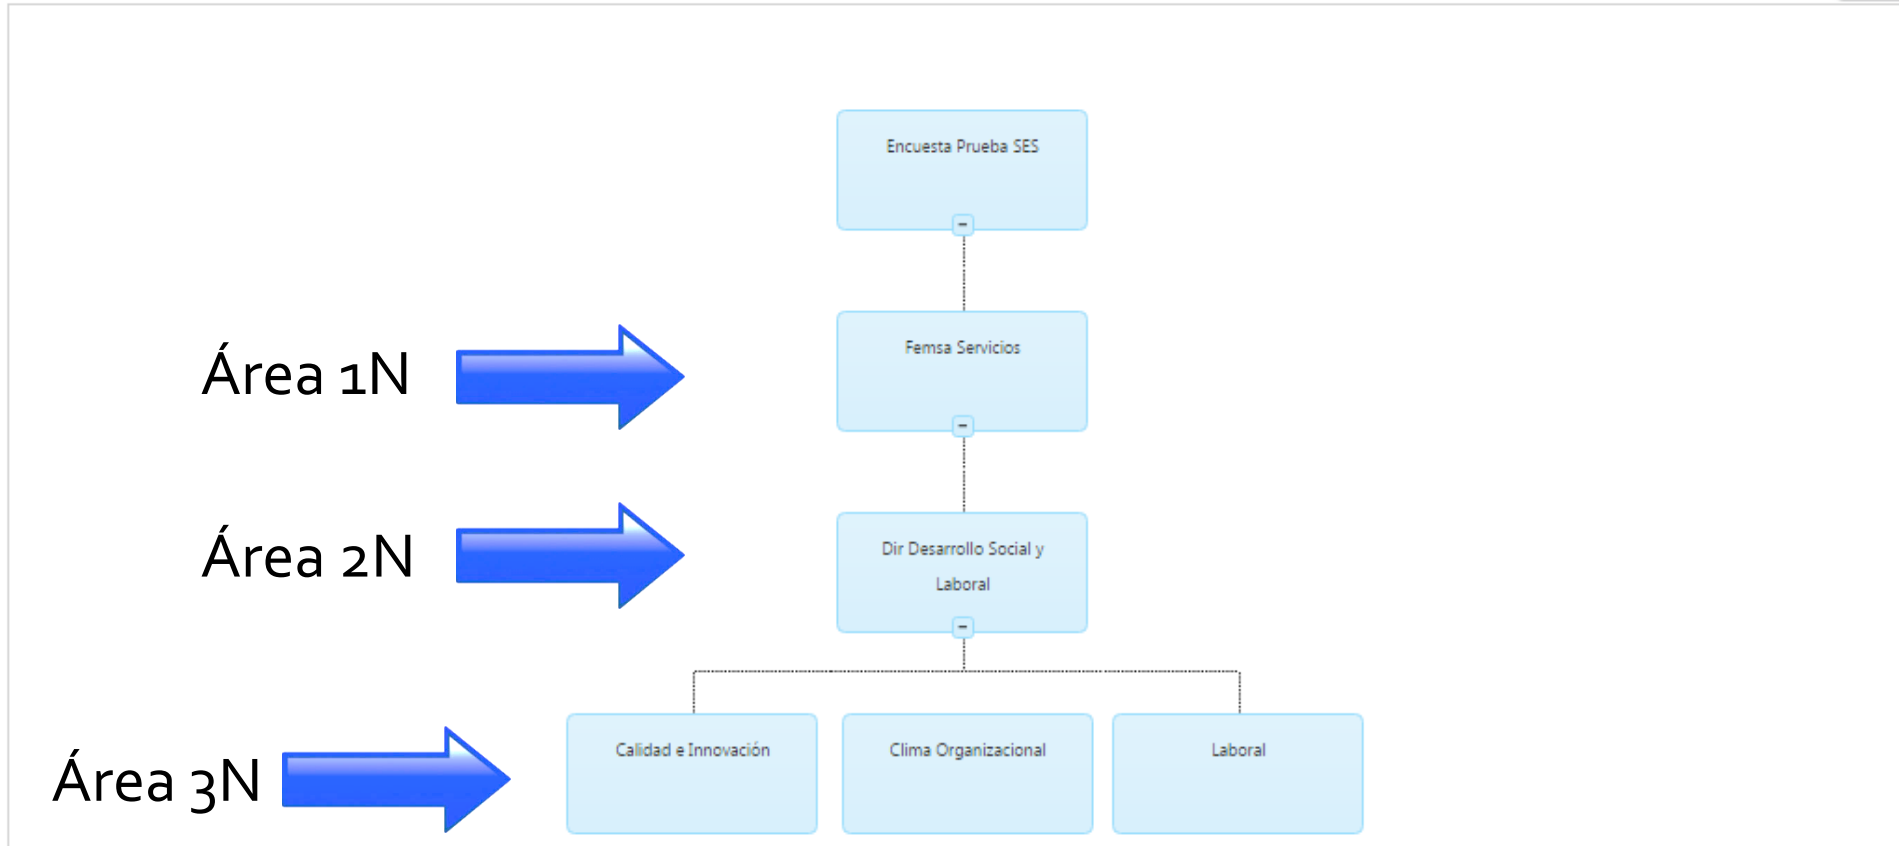 Encuesta Prueba SES
Área 1N
Femsa Servicios
Área 2N
Dir Desarrollo Social y
Laboral
Área 3N
Calidad e Innovación
Clima Organizacional
Laboral